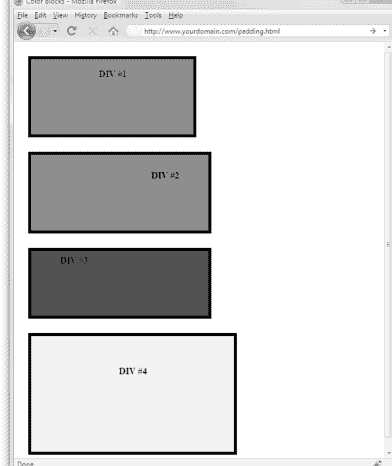 Color Blocks - Mozilla Firefox
File Edit View History Bookmarks Tools Help
http://www.yourdomain.com/padding.html
DIV #1
DIV #2
DIV #3
DIV #4
Done